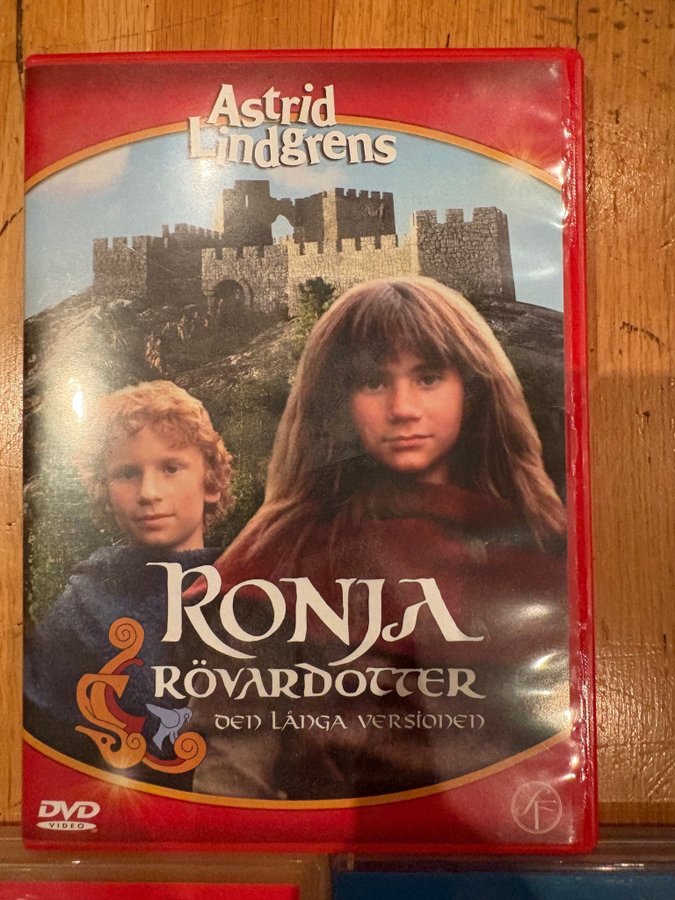 Astrid
Lindgrens
RONJA
RÖVARDOTTER
DEN LÅNGA VERSIONEN
DVD
VIDEO
SF